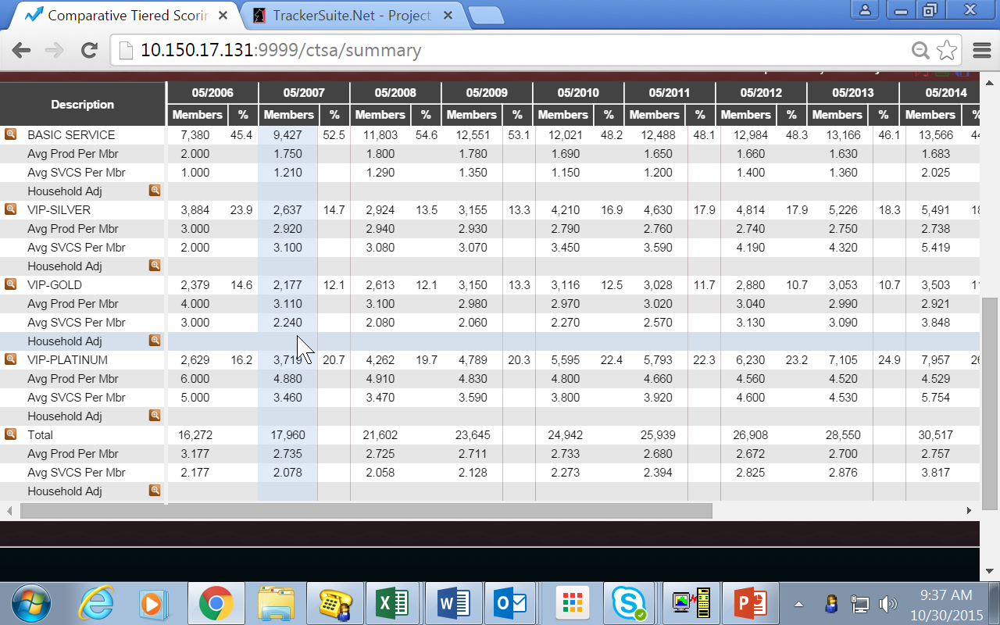 Comparative Tiered Scorin
TrackerSuite.Net - Project
10.150.17.131:9999/ctsa/summary
Description 05/2006 05/2007 05/2008 05/2009 05/2010 05/2011 05/2012 05/2013 05/2014
Members % Members % Members % Members % Members % Members % Members % Members % Members %
BASIC SERVICE 7,380 45.4 9,427 52.5 11,803 54.6 12,551 53.1 12,021 48.2 12,488 48.1 12,984 48.3 13,166 46.1 13,566
Avg Prod Per Mbr 2.000 1.750 1.800 1.780 1.690 1.650 1.660 1.630 1.683
Avg SVCS Per Mbr 1.000 1.210 1.290 1.350 1.150 1.200 1.400 1.360 2.025
Household Adj
VIP-SILVER 3,884 23.9 2,637 14.7 2,924 13.5 3,155 13.3 4,210 16.9 4,630 17.9 4,814 17.9 5,226 18.3 5,491
Avg Prod Per Mbr 3.000 2.920 2.940 2.930 2.790 2.760 2.740 2.750 2.738
Avg SVCS Per Mbr 2.000 3.100 3.080 3.070 3.450 3.590 4.190 4.320 5.419
Household Adj
VIP-GOLD 2,379 14.6 2,177 12.1 2,613 12.1 3,150 13.3 3,116 12.5 3,028 11.7 2,880 10.7 3,053 10.7 3,503
Avg Prod Per Mbr 4.000 3.110 3.100 2.980 2.970 3.020 3.040 2.990 2.921
Avg SVCS Per Mbr 3.000 2.240 2.080 2.060 2.270 2.570 3.130 3.090 3.848
Household Adj
VIP-PLATINUM 2,629 16.2 3,719 20.7 4,262 19.7 4,789 20.3 5,595 22.4 5,793 22.3 6,230 23.2 7,105 24.9 7,957
Avg Prod Per Mbr 6.000 4.880 4.910 4.830 4.800 4.660 4.560 4.520 4.529
Avg SVCS Per Mbr 5.000 3.460 3.470 3.590 3.800 3.920 4.600 4.530 5.754
Household Adj
Total 16,272 17,960 21,602 23,645 24,942 25,939 26,908 28,550 30,517
Avg Prod Per Mbr 3.177 2.735 2.725 2.711 2.733 2.680 2.672 2.700 2.757
Avg SVCS Per Mbr 2.177 2.078 2.058 2.128 2.273 2.394 2.825 2.876 3.817
Household Adj
9:37 AM
10/30/2015